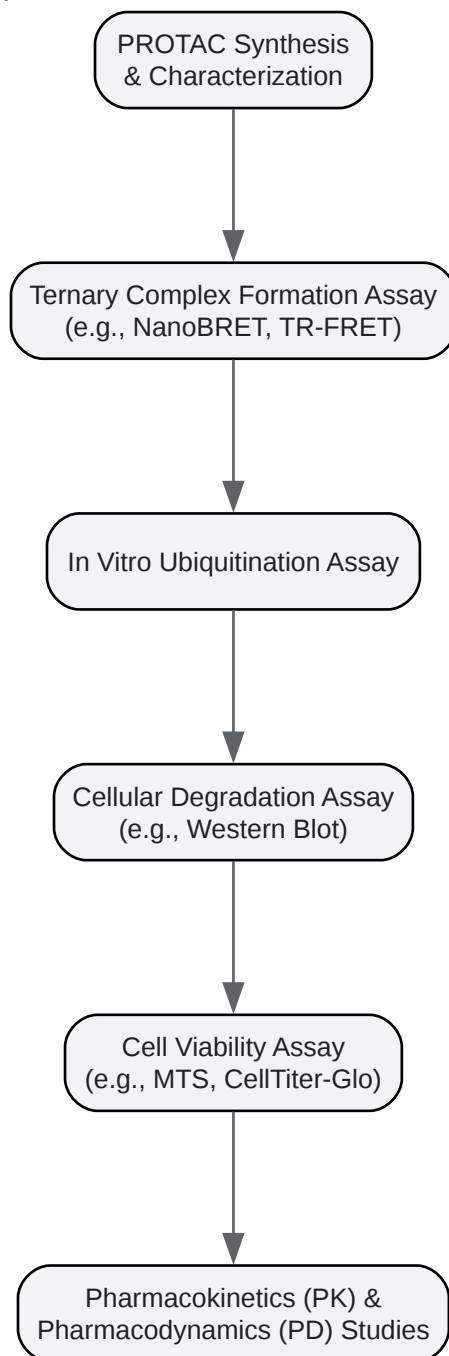 PROTAC Synthesis
& Characterization
Ternary Complex Formation Assay
(e.g., NanoBRET, TR-FRET)
In Vitro Ubiquitination Assay
Cellular Degradation Assay
(e.g., Western Blot)
Cell Viability Assay
(e.g., MTS, CellTiter-Glo)
Pharmacokinetics (PK) &
Pharmacodynamics (PD) Studies